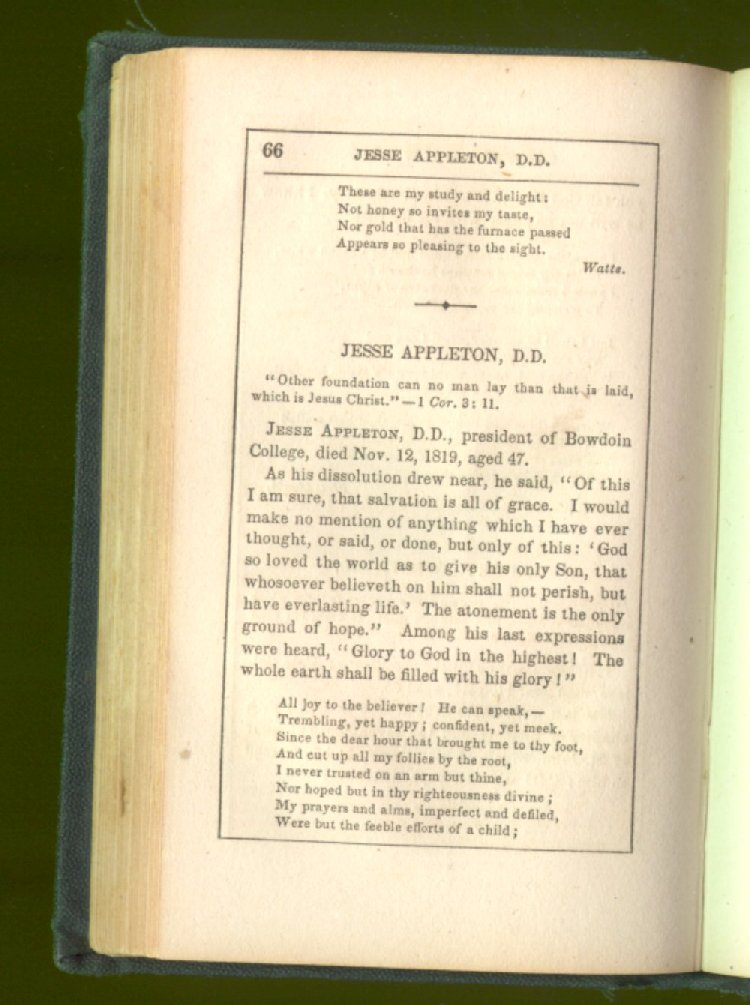 66
JESSE APPLETON, D.D.
These are my study and delight:
Not honey so invites my taste,
Nor gold that has the furnace passed
Appears so pleasing to the sight.
Watts.
JESSE APPLETON, D.D.
"Other foundation can no man lay than that is laid,
which is Jesus Christ."—1 Cor. 3: 11.
JESSE APPLETON, D.D., president of Bowdoin
College, died Nov. 12, 1819, aged 47.
As his dissolution drew near, he said, "Of this
I am sure, that salvation is all of grace. I would
make no mention of anything which I have ever
thought, or said, or done, but only of this: 'God
so loved the world as to give his only Son, that
whosoever believeth on him shall not perish, but
have everlasting life.' The atonement is the only
ground of hope." Among his last expressions
were heard, "Glory to God in the highest! The
whole earth shall be filled with his glory!"
All joy to the believer! He can speak,—
Trembling, yet happy; confident, yet meek.
Since the dear hour that brought me to thy foot,
And cut up all my follies by the root,
I never trusted on an arm but thine,
Nor hoped but in thy righteousness divine;
My prayers and alms, imperfect and defiled,
Were but the feeble efforts of a child;